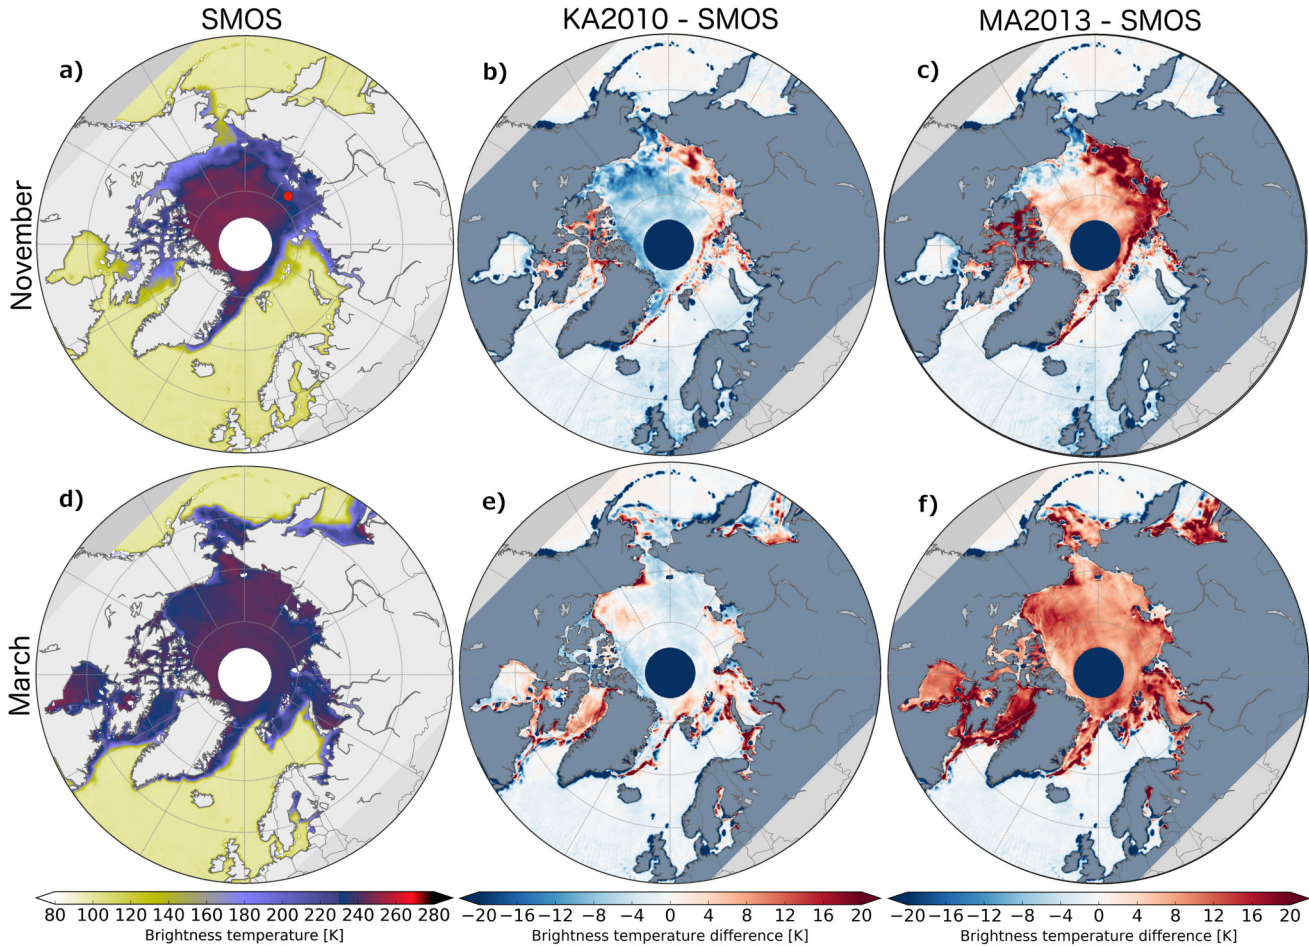 SMOS
KA2010 - SMOS
MA2013 - SMOS
November
a)
b)
c)
March
d)
e)
f)
80 100 120 140 160 180 200 220 240 260 280
Brightness temperature [K]
−20 −16 −12 −8 −4 0 4 8 12 16 20
Brightness temperature difference [K]
−20 −16 −12 −8 −4 0 4 8 12 16 20
Brightness temperature difference [K]